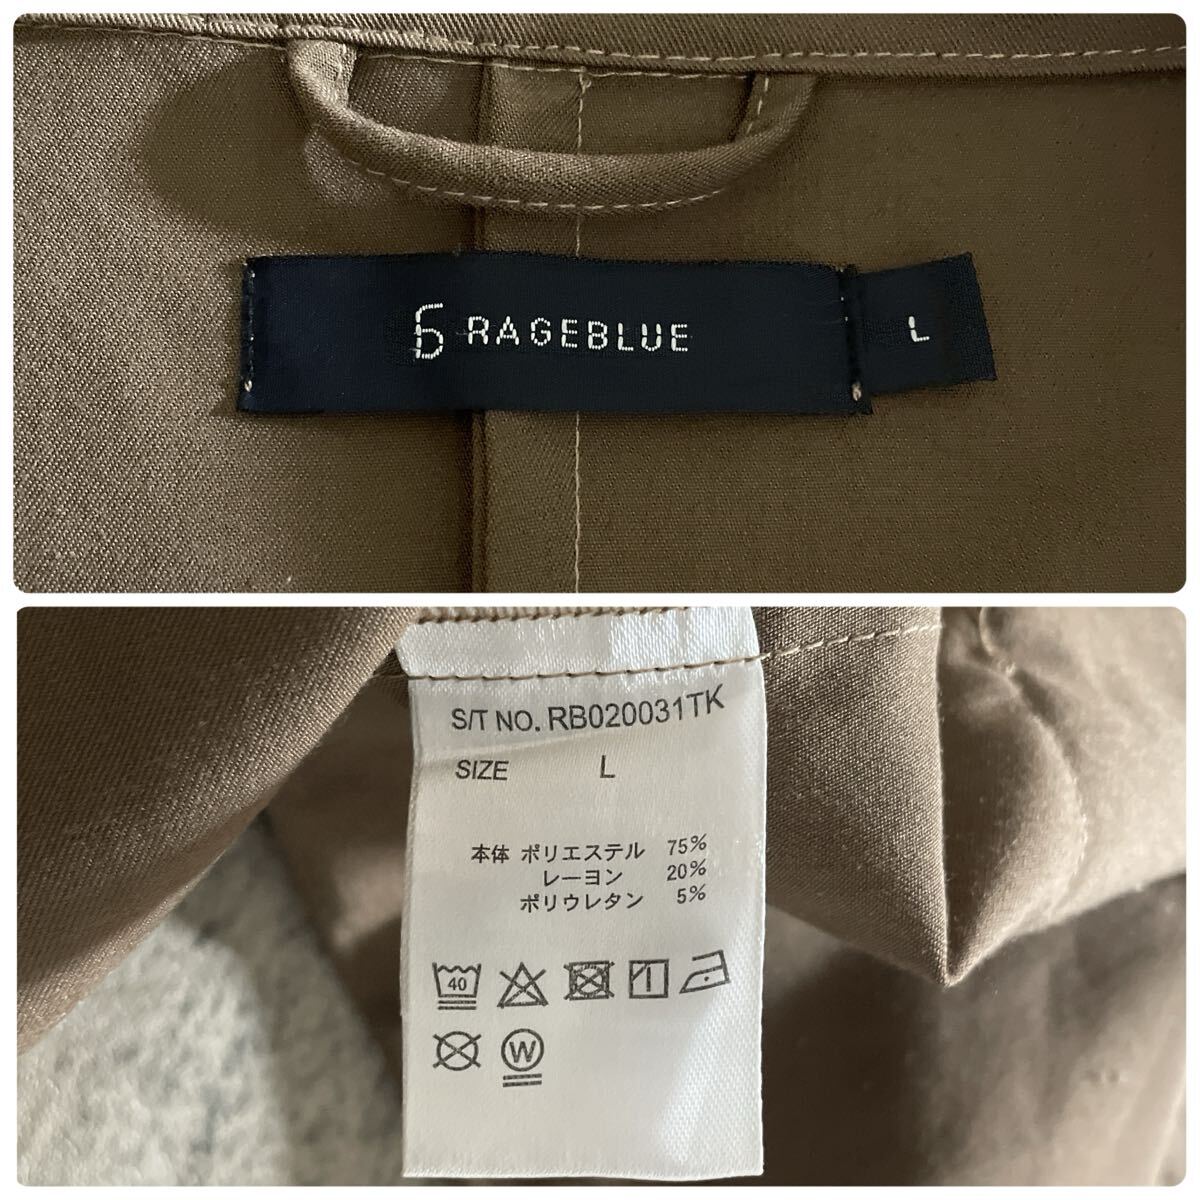 RAGEBLUE
L
S/T NO. RB020031TK
SIZE L
本体 ポリエステル 75%
レーヨン 20%
ポリウレタン 5%
40
W